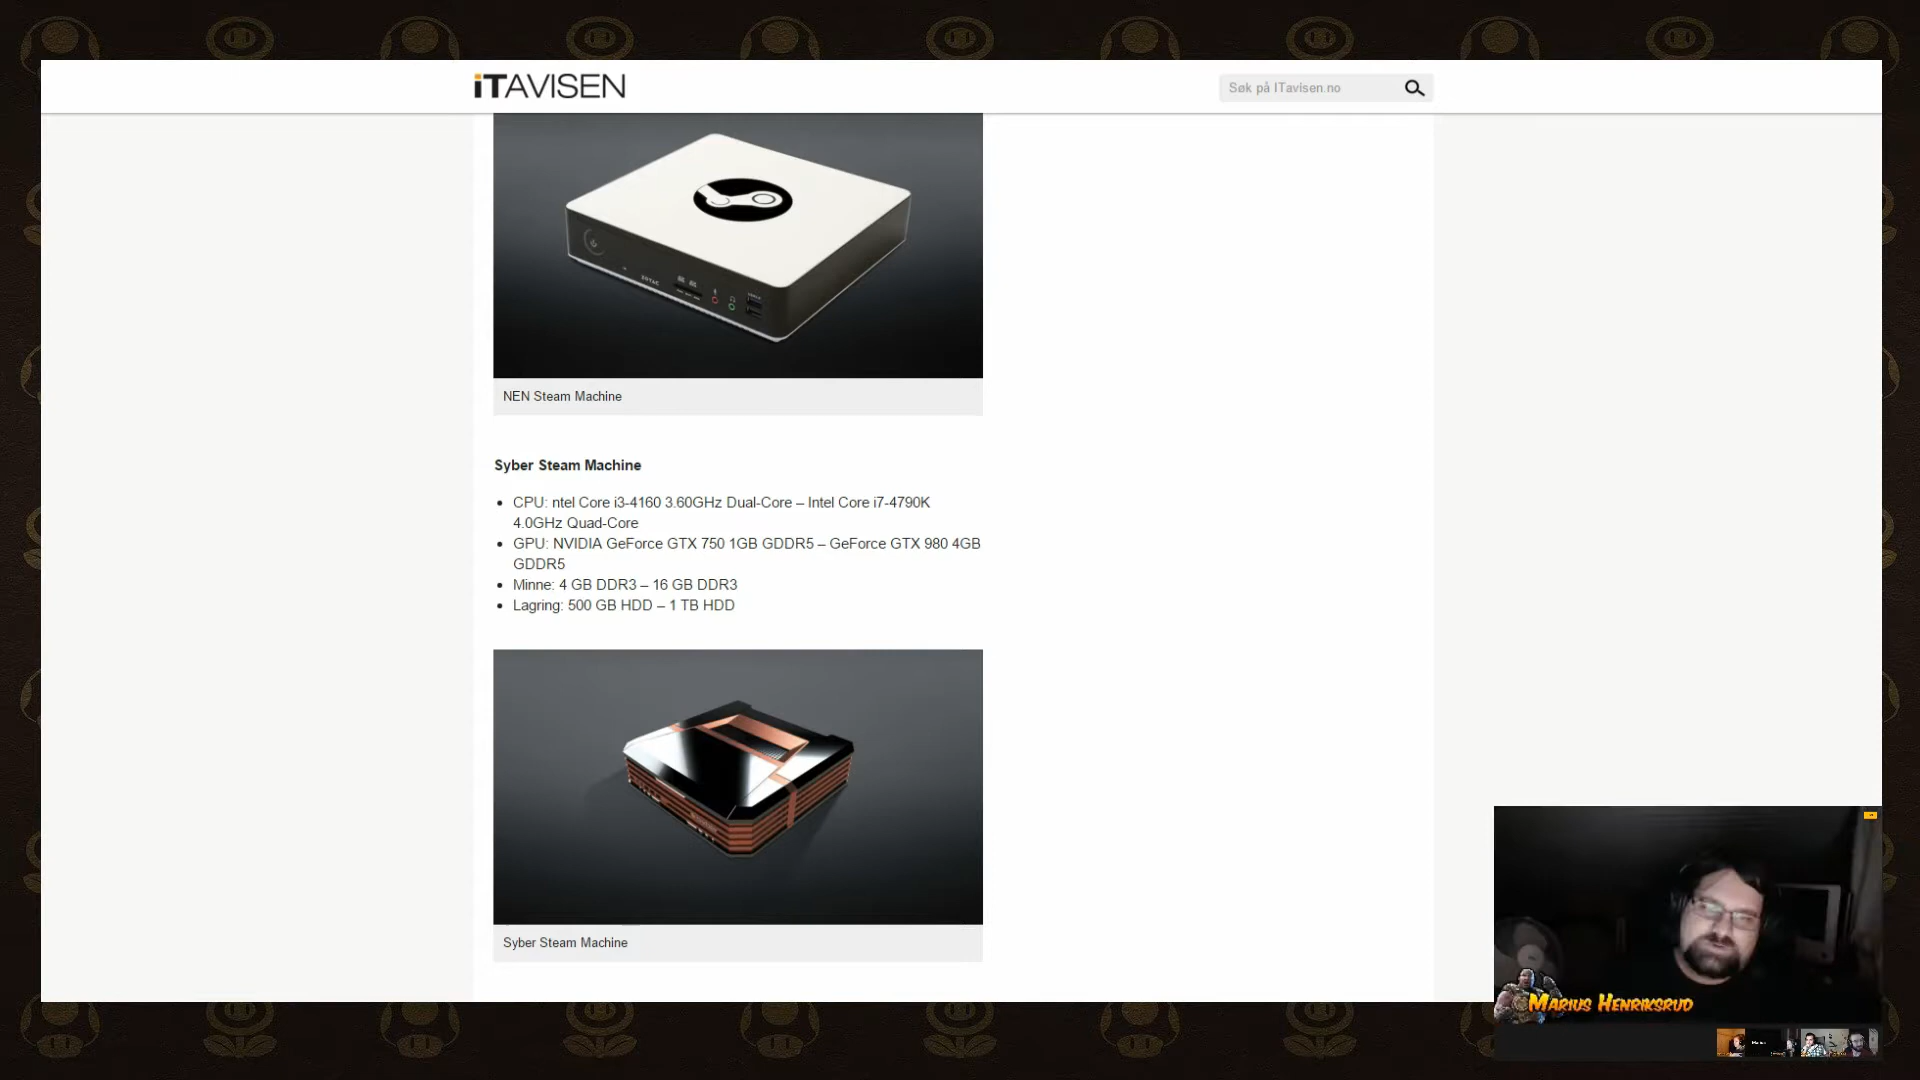 iTAVISEN
Søk på ITavisen.no
ZOTAC
NEN Steam Machine
Syber Steam Machine
CPU: ntel Core i3-4160 3.60GHz Dual-Core – Intel Core i7-4790K
4.0GHz Quad-Core
GPU: NVIDIA GeForce GTX 750 1GB GDDR5 – GeForce GTX 980 4GB
GDDR5
Minne: 4 GB DDR3 – 16 GB DDR3
Lagring: 500 GB HDD – 1 TB HDD
Syber Steam Machine
Marius Henriksrud